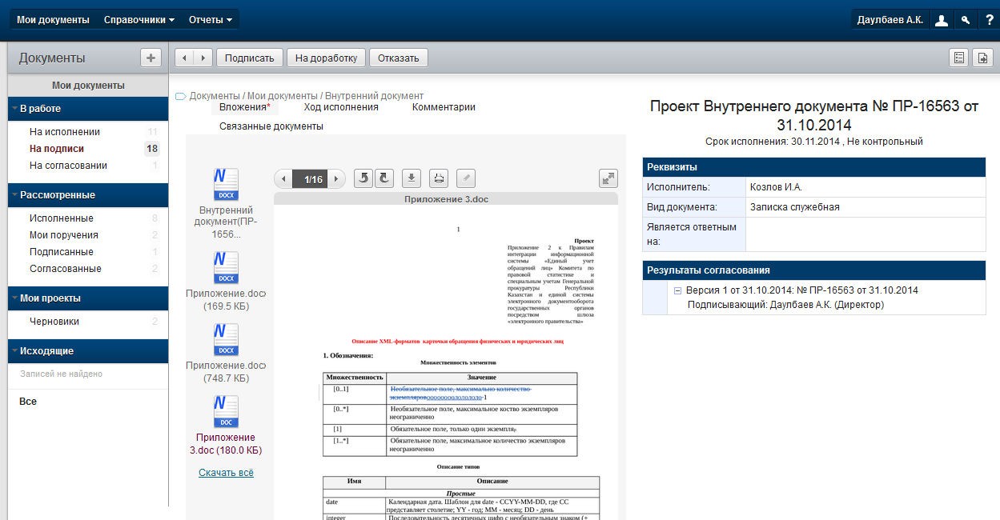 Мои документы Справочники Отчеты
Даулбаев А.К. ?
Документы +
Подписать На доработку Отказать
Мои документы
В работе
На исполнении 11
На подписи 18
На согласовании 1
Рассмотренные
Исполненные 8
Мои поручения 2
Подписанные 1
Согласованные 2
Мои проекты
Черновики 2
Исходящие
Записей не найдено
Все
Документы / Мои документы / Внутренний документ
Вложения* Ход исполнения Комментарии
Связанные документы
DOCX
Внутренний
документ(ПР-
1656...
DOCX
Приложение.docx
(169.5 КБ)
DOCX
Приложение.docx
(748.7 КБ)
DOC
Приложение
3.doc (180.0 КБ)
Скачать всё
1/16
Приложение 3.doc
1
Проект
Приложение 2 к Правилам
интеграции информационной
системы «Единый учет
обращений лиц» Комитета по
правовой статистике и
специальным учетам Генеральной
прокуратуры Республики
Казахстан и единой системы
электронного документооборота
государственных органов
посредством шлюза
«электронного правительства»
Описание XML-форматов карточки обращения физических и юридических лиц
1. Обозначения:
Множественность элементов
Множественность Значение
[0..1] Необязательное поле, максимально количество
экземпляров 1
[0..*] Необязательное поле, максимальное коство экземпляров
неограниченно
[1] Обязательное поле, только один экземпляр
[1..*] Обязательное поле, максимальное количество экземпляров
неограниченно
Описание типов
Имя Описание
Простые
date Календарная дата. Шаблон для date - CCYY-MM-DD, где CC
представляет столетие; YY - год; MM - месяц; DD - день
integer Последовательность десятичных цифр с необязательным знаком (+
Проект Внутреннего документа № ПР-16563 от
31.10.2014
Срок исполнения: 30.11.2014 , Не контрольный
Реквизиты
Исполнитель: Козлов И.А.
Вид документа: Записка служебная
Является ответным
на:
Результаты согласования
Версия 1 от 31.10.2014: № ПР-16563 от 31.10.2014
Подписывающий: Даулбаев А.К. (Директор)